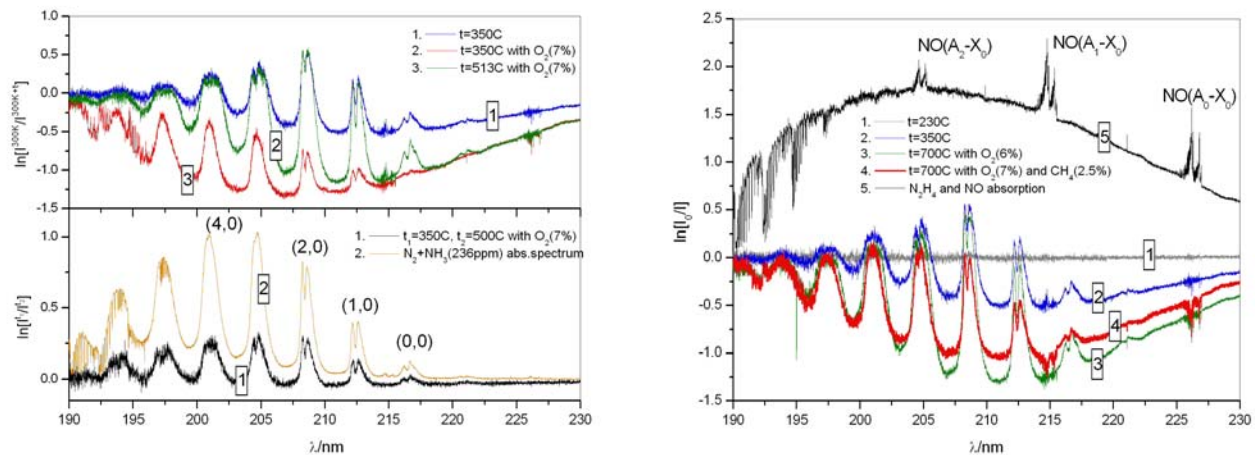 ln[I^300K/I^300K+t]
1.0
0.5
0.0
-0.5
-1.0
-1.5
1. t=350C
2. t=350C with O₂(7%)
3. t=513C with O₂(7%)
1
2
3
1.0
0.5
0.0
(4,0)
(2,0)
(1,0)
(0,0)
1. t₁=350C, t₂=500C with O₂(7%)
2. N₂+NH₃(236ppm) abs.spectrum
2
1
190 195 200 205 210 215 220 225 230
λ/nm
ln[I₀/I]
2.5
2.0
1.5
1.0
0.5
0.0
-0.5
-1.0
-1.5
NO(A₂-X₀)
NO(A₁-X₀)
NO(A₀-X₀)
1. t=230C
2. t=350C
3. t=700C with O₂(6%)
4. t=700C with O₂(7%) and CH₄(2.5%)
5. N₂H₄ and NO absorption
5
1
2
4
3
190 195 200 205 210 215 220 225 230
λ/nm